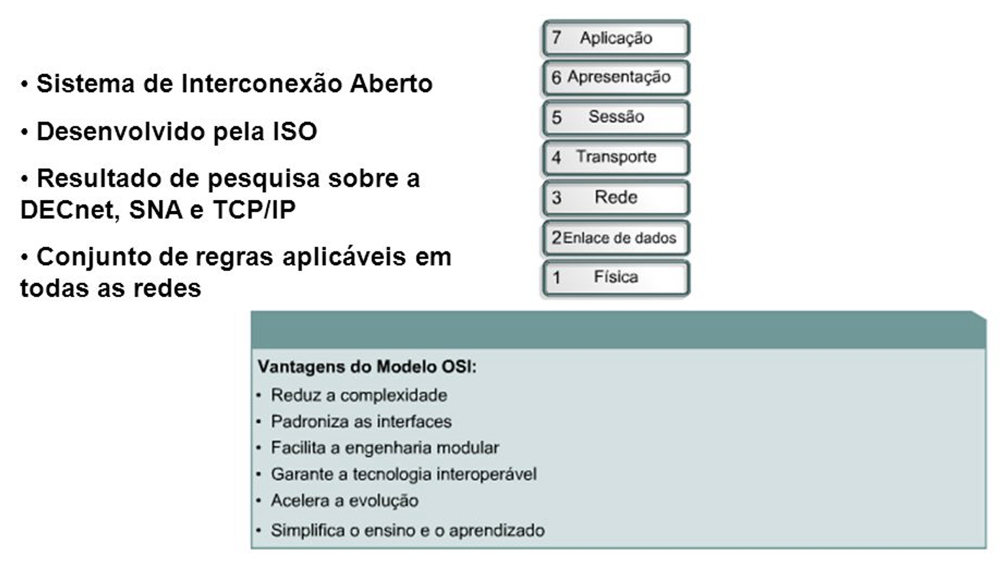 • Sistema de Interconexão Aberto
• Desenvolvido pela ISO
• Resultado de pesquisa sobre a
DECnet, SNA e TCP/IP
• Conjunto de regras aplicáveis em
todas as redes
7 Aplicação
6 Apresentação
5 Sessão
4 Transporte
3 Rede
2 Enlace de dados
1 Física
Vantagens do Modelo OSI:
• Reduz a complexidade
• Padroniza as interfaces
• Facilita a engenharia modular
• Garante a tecnologia interoperável
• Acelera a evolução
• Simplifica o ensino e o aprendizado